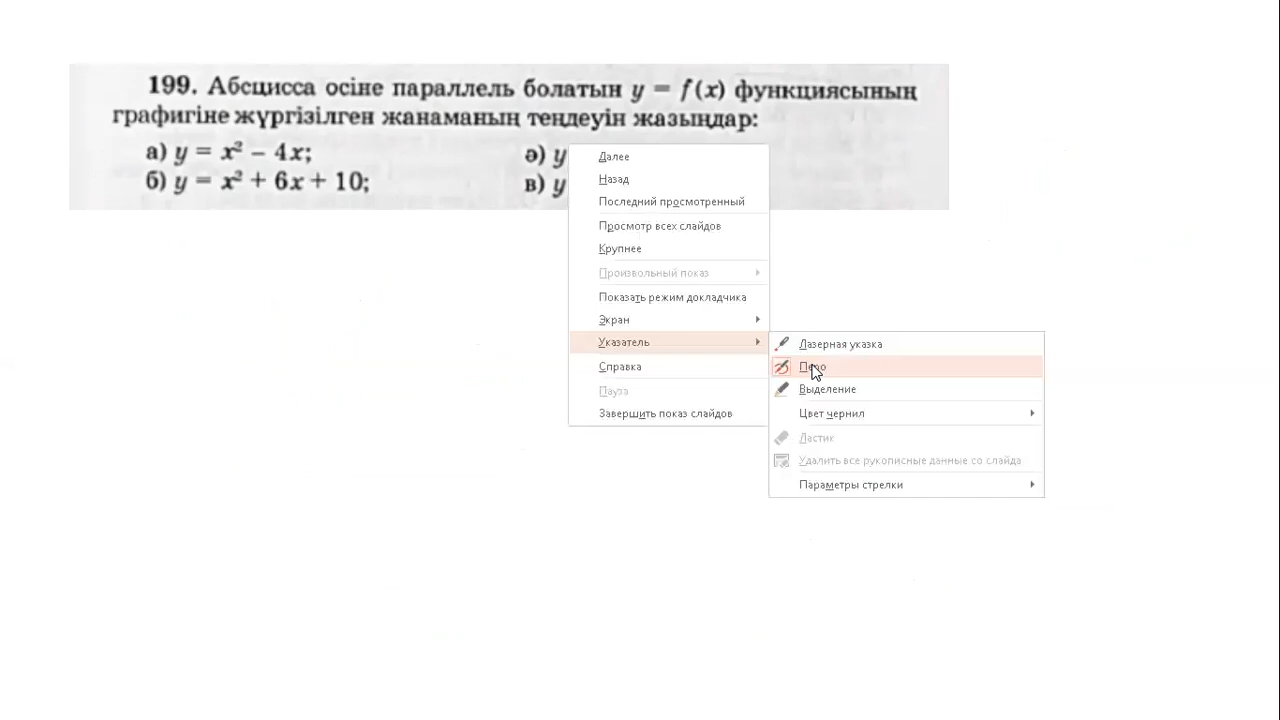 199. Абсцисса осіне параллель болатын y = f(x) функциясының
графигіне жүргізілген жанаманың теңдеуін жазыңдар:
а) y = x² – 4x; ә) y
б) y = x² + 6x + 10; в) y
Далее
Назад
Последний просмотренный
Просмотр всех слайдов
Крупнее
Произвольный показ
Показать режим докладчика
Экран
Указатель
Справка
Пауза
Завершить показ слайдов
Лазерная указка
Перо
Выделение
Цвет чернил
Ластик
Удалить все рукописные данные со слайда
Параметры стрелки